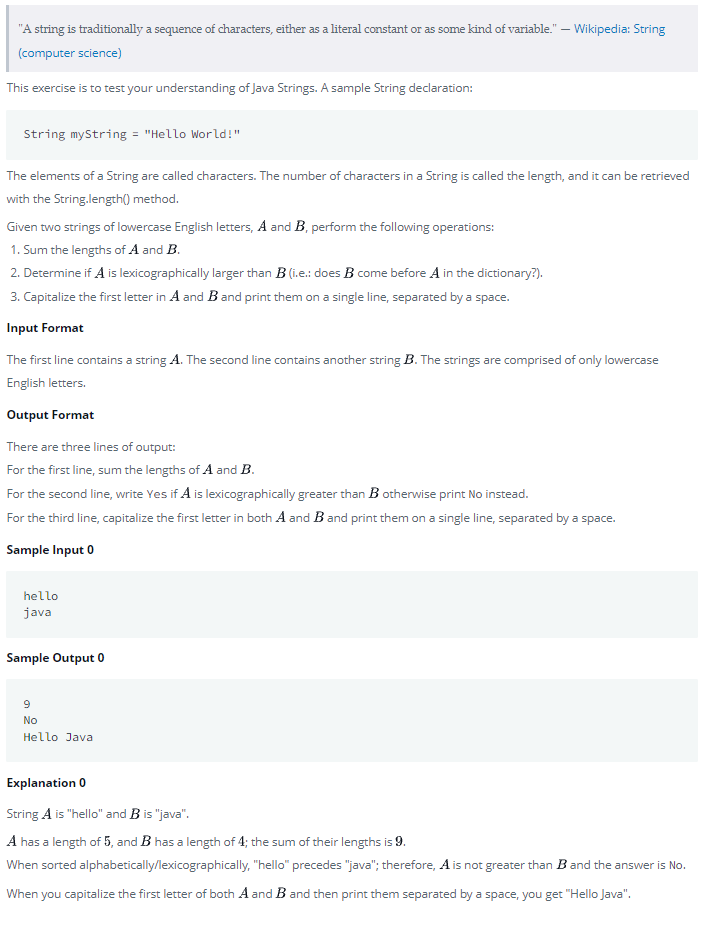 "A string is traditionally a sequence of characters, either as a literal constant or as some kind of variable." — Wikipedia: String
(computer science)
This exercise is to test your understanding of Java Strings. A sample String declaration:
String myString = "Hello World!"
The elements of a String are called characters. The number of characters in a String is called the length, and it can be retrieved
with the String.length() method.
Given two strings of lowercase English letters, A and B, perform the following operations:
1. Sum the lengths of A and B.
2. Determine if A is lexicographically larger than B (i.e.: does B come before A in the dictionary?).
3. Capitalize the first letter in A and B and print them on a single line, separated by a space.
Input Format
The first line contains a string A. The second line contains another string B. The strings are comprised of only lowercase
English letters.
Output Format
There are three lines of output:
For the first line, sum the lengths of A and B.
For the second line, write Yes if A is lexicographically greater than B otherwise print No instead.
For the third line, capitalize the first letter in both A and B and print them on a single line, separated by a space.
Sample Input 0
hello
java
Sample Output 0
9
No
Hello Java
Explanation 0
String A is "hello" and B is "java".
A has a length of 5, and B has a length of 4; the sum of their lengths is 9.
When sorted alphabetically/lexicographically, "hello" precedes "java"; therefore, A is not greater than B and the answer is No.
When you capitalize the first letter of both A and B and then print them separated by a space, you get "Hello Java".